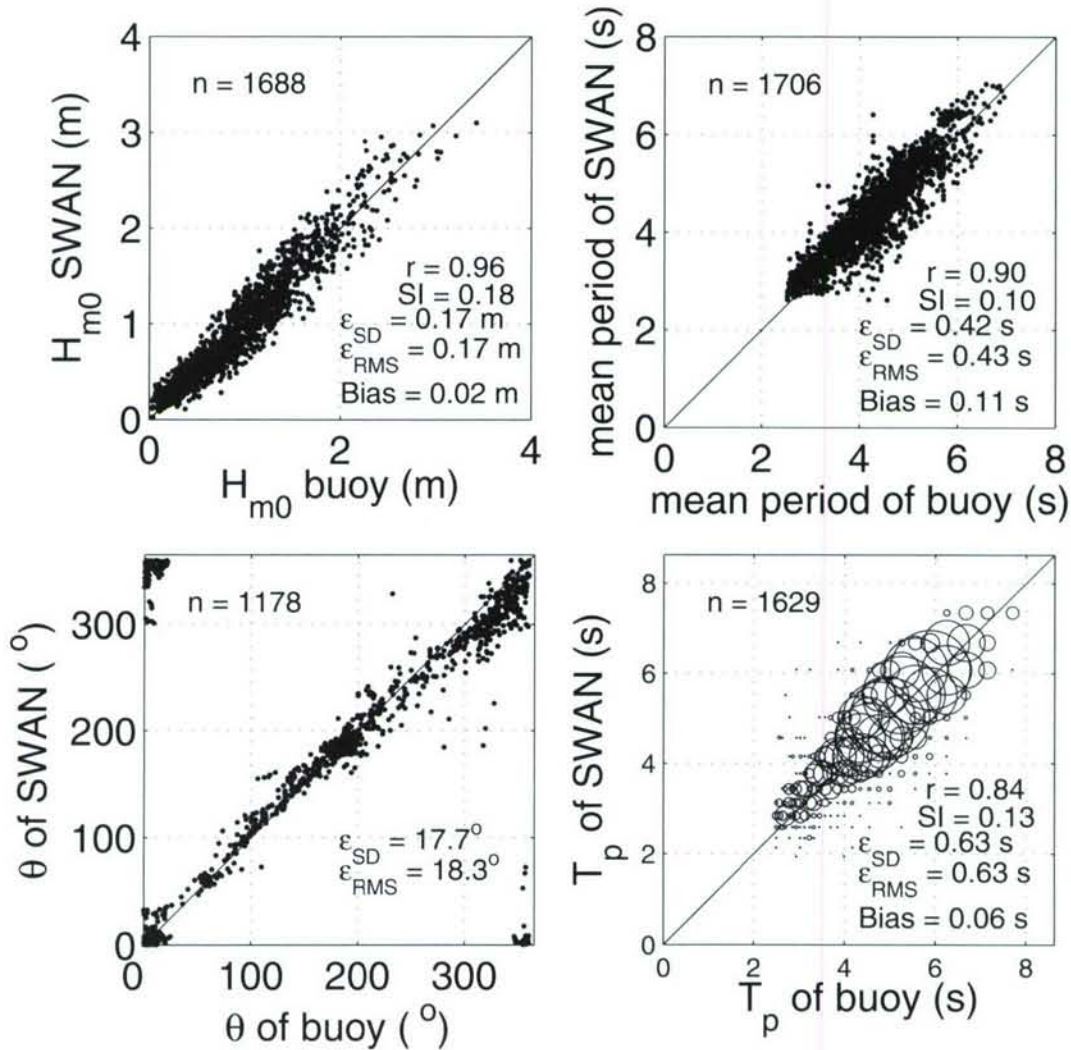 4
3
2
1
0
H_m0 SWAN (m)
n = 1688
r = 0.96
SI = 0.18
ε_SD = 0.17 m
ε_RMS = 0.17 m
Bias = 0.02 m
0 2 4
H_m0 buoy (m)
8
6
4
2
0
mean period of SWAN (s)
n = 1706
r = 0.90
SI = 0.10
ε_SD = 0.42 s
ε_RMS = 0.43 s
Bias = 0.11 s
0 2 4 6 8
mean period of buoy (s)
300
200
100
0
θ of SWAN (°)
n = 1178
ε_SD = 17.7°
ε_RMS = 18.3°
0 100 200 300
θ of buoy (°)
8
6
4
2
0
T_p of SWAN (s)
n = 1629
r = 0.84
SI = 0.13
ε_SD = 0.63 s
ε_RMS = 0.63 s
Bias = 0.06 s
0 2 4 6 8
T_p of buoy (s)